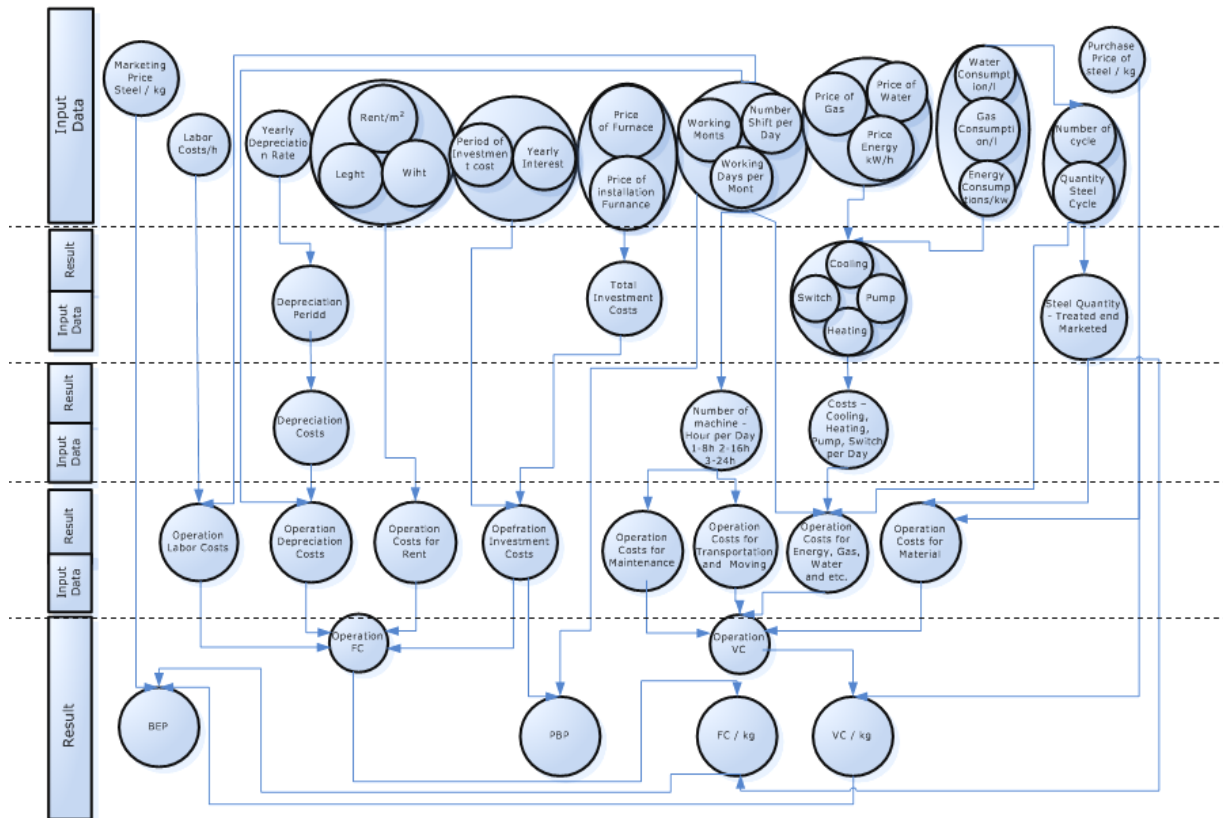 Input
Data
Marketing
Price
Steel / kg
Labor
Costs/h
Yearly
Depreciatio
n Rate
Rent/m²
Leght
Wiht
Period of
Investmen
t cost
Yearly
Interest
Price
of Furnace
Price of
installation
Furnance
Working
Monts
Number
Shift per
Day
Working
Days per
Mont
Price of
Gas
Price of
Water
Price
Energy
kW/h
Water
Consumpt
ion/l
Gas
Consumpti
on/l
Energy
Consump
tions/kw
Purchase
Price of
steel / kg
Number of
cycle
Quantity
Steel
Cycle
Result
Input
Data
Depreciation
Peridd
Total
Investment
Costs
Cooling
Switch
Pump
Heating
Steel Quantity
- Treated end
Marketed
Result
Input
Data
Depreciation
Costs
Number of
machine -
Hour per Day
1-8h 2-16h
3-24h
Costs –
Cooling,
Heating,
Pump, Switch
per Day
Result
Input
Data
Operation
Labor Costs
Operation
Depreciation
Costs
Operation
Costs for
Rent
Opefration
Investment
Costs
Operation
Costs for
Maintenance
Operation
Costs for
Transportation
and Moving
Operation
Costs for
Energy, Gas,
Water
and etc.
Operation
Costs for
Material
Result
Operation
FC
Operation
VC
BEP
PBP
FC / kg
VC / kg